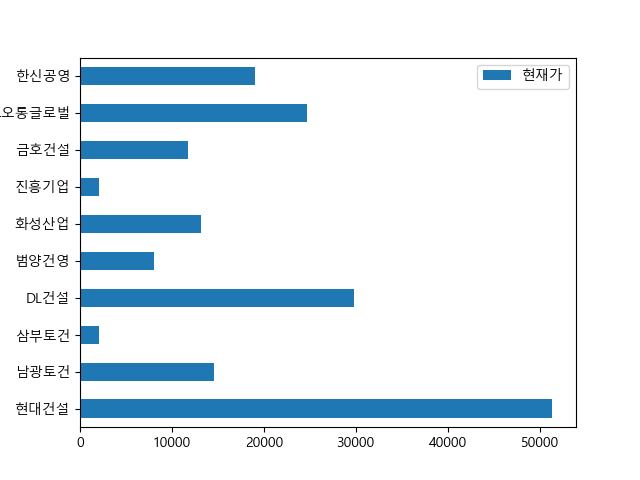 현재가
한신공영
오롱글로벌
금호건설
진흥기업
화성산업
범양건영
DL건설
삼부토건
남광토건
현대건설
0 10000 20000 30000 40000 50000